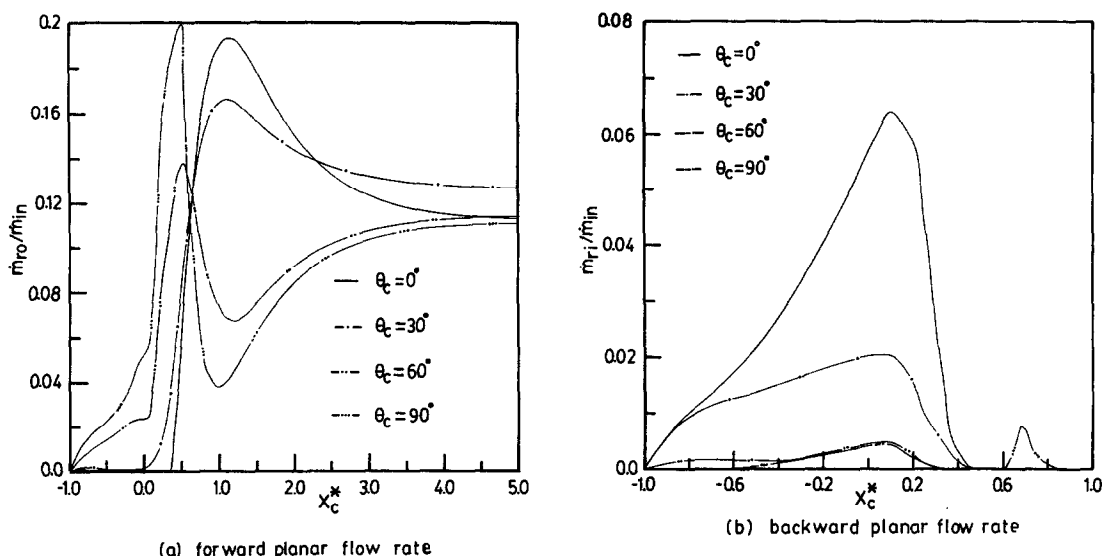 0.2
0.16
0.12
0.08
0.04
0.0
ṁro/ṁin
-1.0
0.0
1.0
2.0
3.0
4.0
5.0
Xc*
θc=0°
θc=30°
θc=60°
θc=90°
(a) forward planar flow rate
0.08
0.06
0.04
0.02
0.0
ṁri/ṁin
-1.0
-0.6
-0.2
0.2
0.6
1.0
Xc*
θc=0°
θc=30°
θc=60°
θc=90°
(b) backward planar flow rate